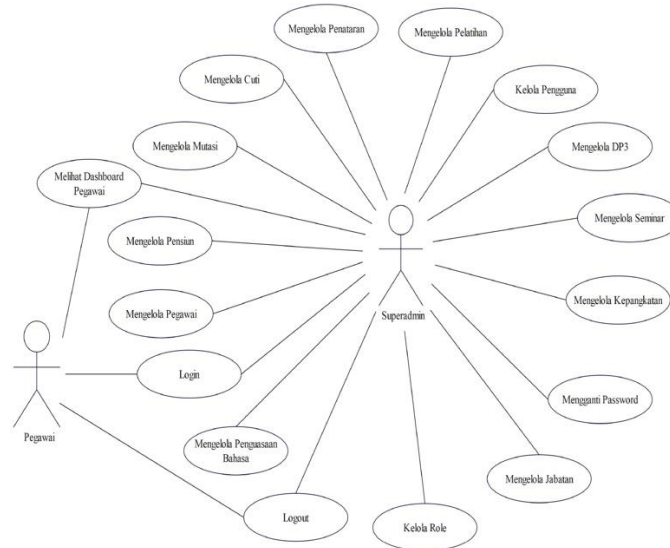 Mengelola Penataran
Mengelola Pelatihan
Mengelola Cuti
Kelola Pengguna
Mengelola Mutasi
Mengelola DP3
Melihat Dashboard
Pegawai
Mengelola Seminar
Mengelola Pensiun
Mengelola Kepangkatan
Mengelola Pegawai
Superadmin
Login
Pegawai
Mengganti Password
Mengelola Penguasaan
Bahasa
Mengelola Jabatan
Logout
Kelola Role